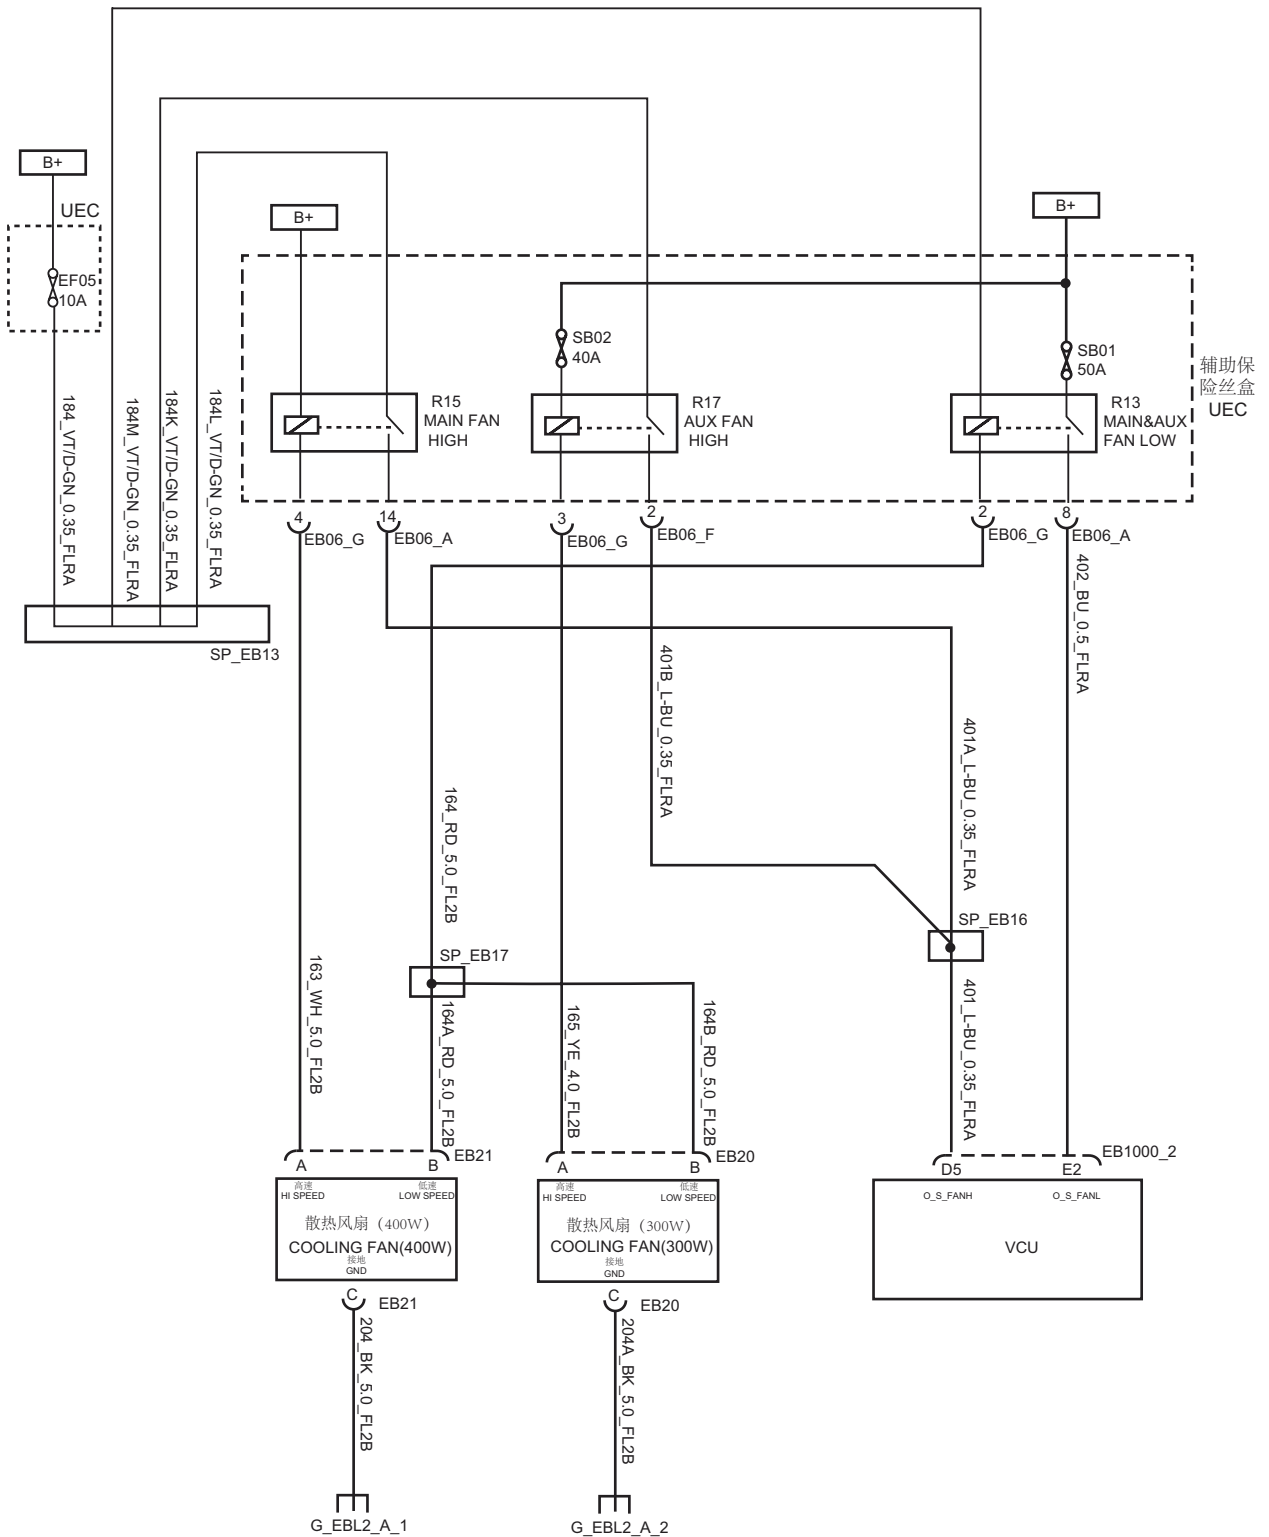 B+
UEC
EF05
10A
B+
B+
SB02
40A
SB01
50A
辅助保
险丝盒
UEC
R15
MAIN FAN
HIGH
R17
AUX FAN
HIGH
R13
MAIN&AUX
FAN LOW
184_VT/D-GN_0.35_FLRA
184M_VT/D-GN_0.35_FLRA
184K_VT/D-GN_0.35_FLRA
184L_VT/D-GN_0.35_FLRA
SP_EB13
4
EB06_G
14
EB06_A
3
EB06_G
2
EB06_F
2
EB06_G
8
EB06_A
402_BU_0.5_FLRA
401B_L-BU_0.35_FLRA
401A_L-BU_0.35_FLRA
164_RD_5.0_FL2B
SP_EB16
SP_EB17
163_WH_5.0_FL2B
164A_RD_5.0_FL2B
165_YE_4.0_FL2B
164B_RD_5.0_FL2B
401_L-BU_0.35_FLRA
A
B
EB21
A
B
EB20
D5
E2
EB1000_2
高速
HI SPEED
低速
LOW SPEED
散热风扇（400W）
COOLING FAN(400W)
接地
GND
高速
HI SPEED
低速
LOW SPEED
散热风扇（300W）
COOLING FAN(300W)
接地
GND
O_S_FANH
O_S_FANL
VCU
C
EB21
C
EB20
204_BK_5.0_FL2B
204A_BK_5.0_FL2B
G_EBL2_A_1
G_EBL2_A_2